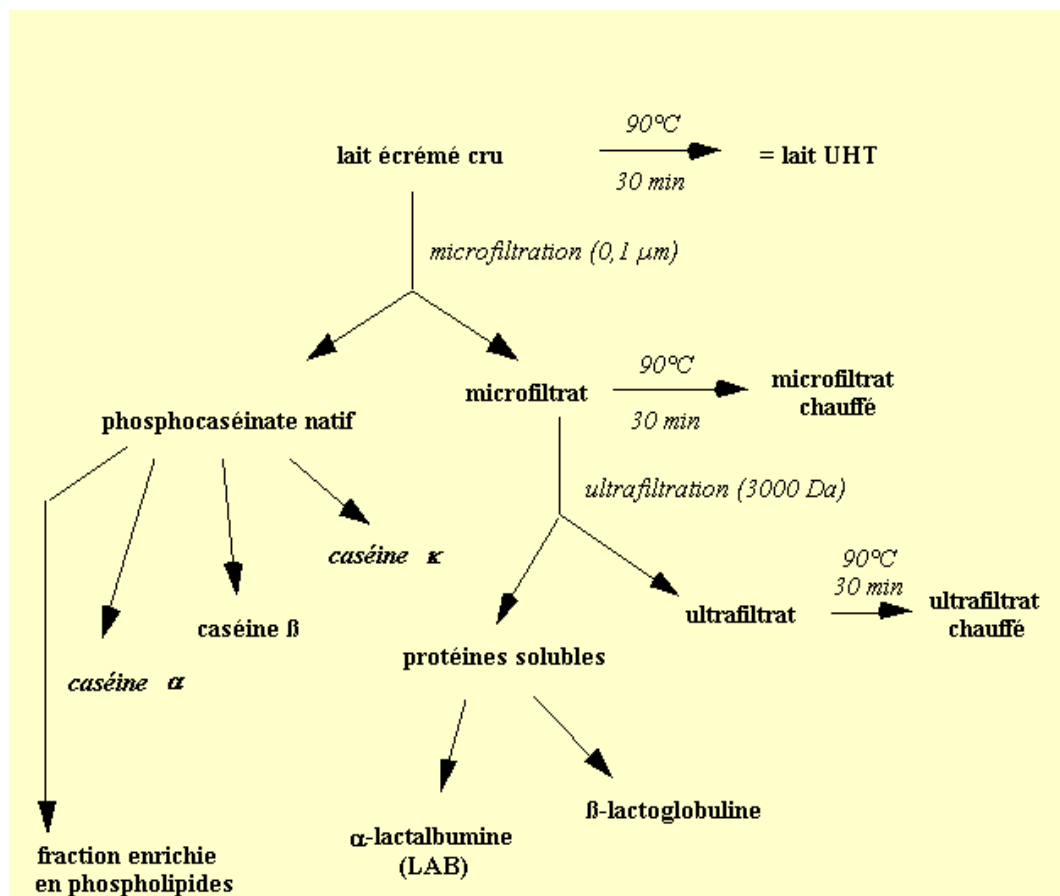 90°C
lait écrémé cru
= lait UHT
30 min
microfiltration (0,1 μm)
90°C
microfiltrat
microfiltrat
chauffé
30 min
phosphocaséinate natif
ultrafiltration (3000 Da)
caséine κ
90°C
30 min
ultrafiltrat
ultrafiltrat
chauffé
caséine ß
protéines solubles
caséine α
ß-lactoglobuline
α-lactalbumine
(LAB)
fraction enrichie
en phospholipides